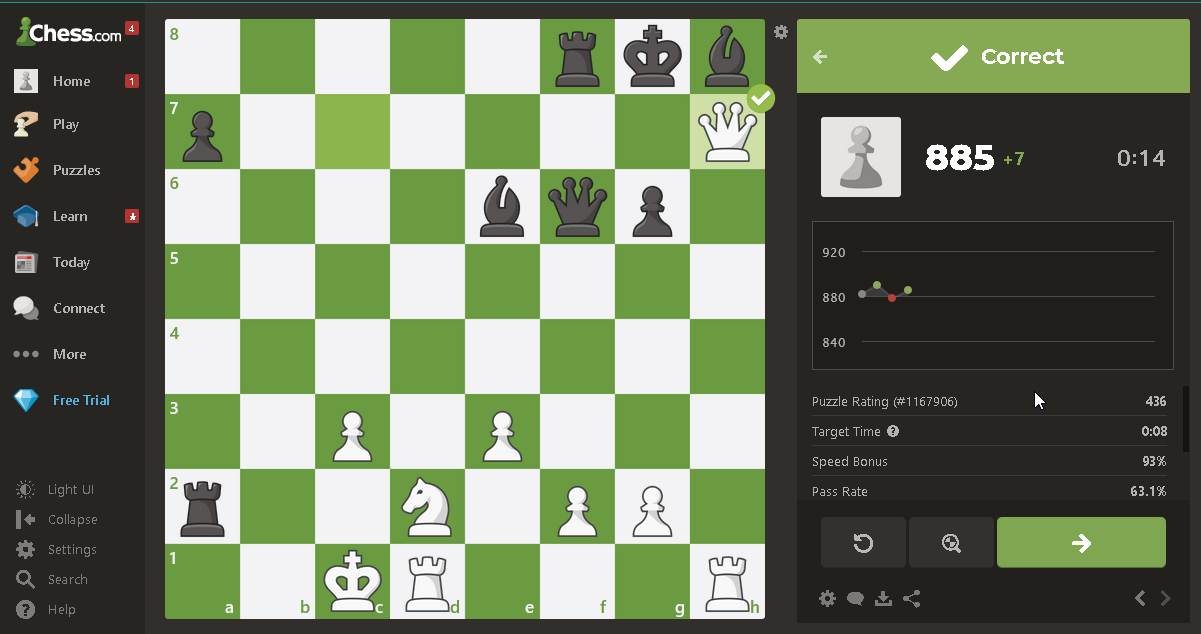 Chess.com 4
Home 1
Play
Puzzles
Learn
Today
Connect
More
Free Trial
Light UI
Collapse
Settings
Search
Help
8
7
6
5
4
3
2
1
a b c d e f g h
Correct
885 +7 0:14
920
880
840
Puzzle Rating (#1167906) 436
Target Time ? 0:08
Speed Bonus 93%
Pass Rate 63.1%